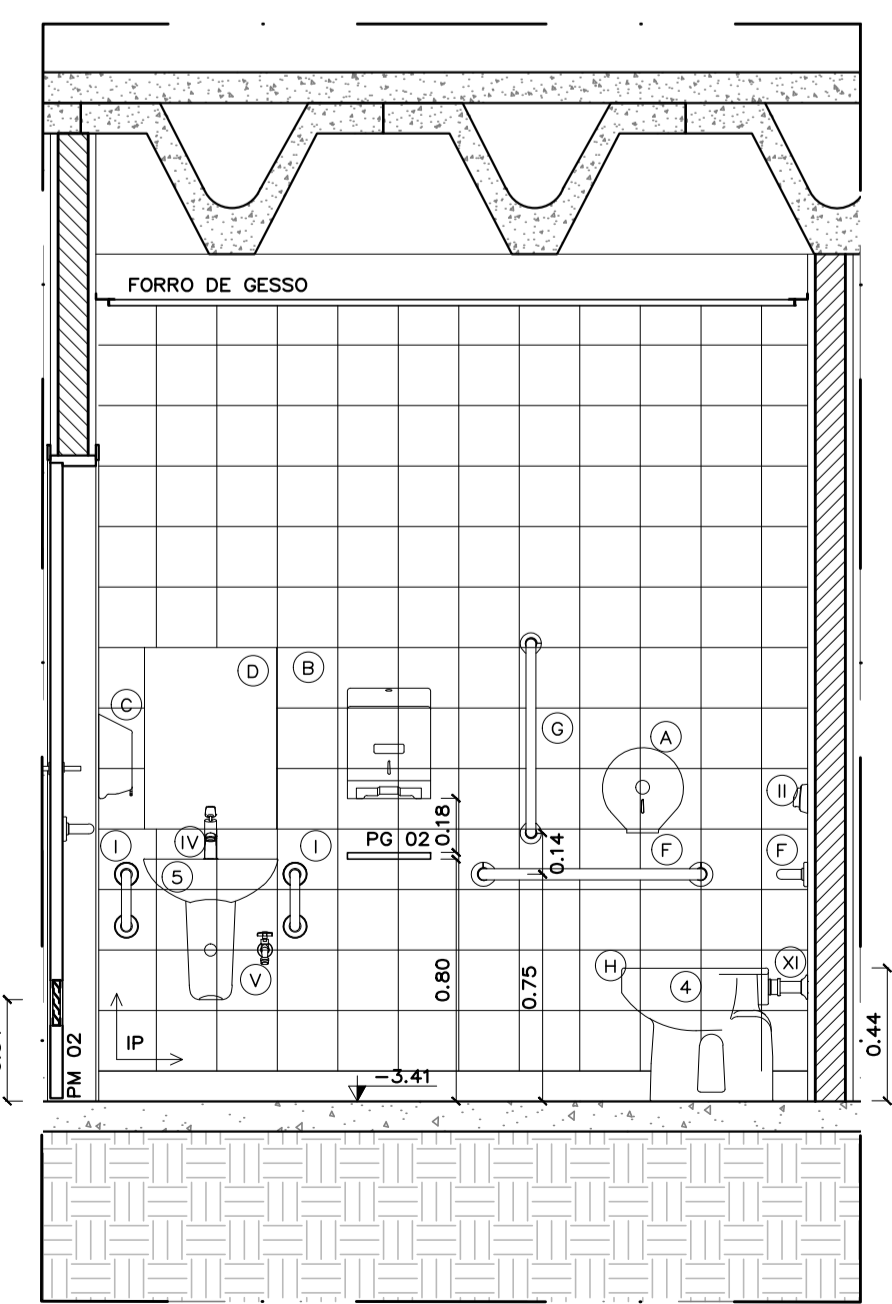 FORRO DE GESSO
D
B
C
G
A
II
0.18
I
IV
I
PG 02
0.14
F
F
5
V
H
4
XI
0.80
0.75
0.44
IP
PM 02
-3.41